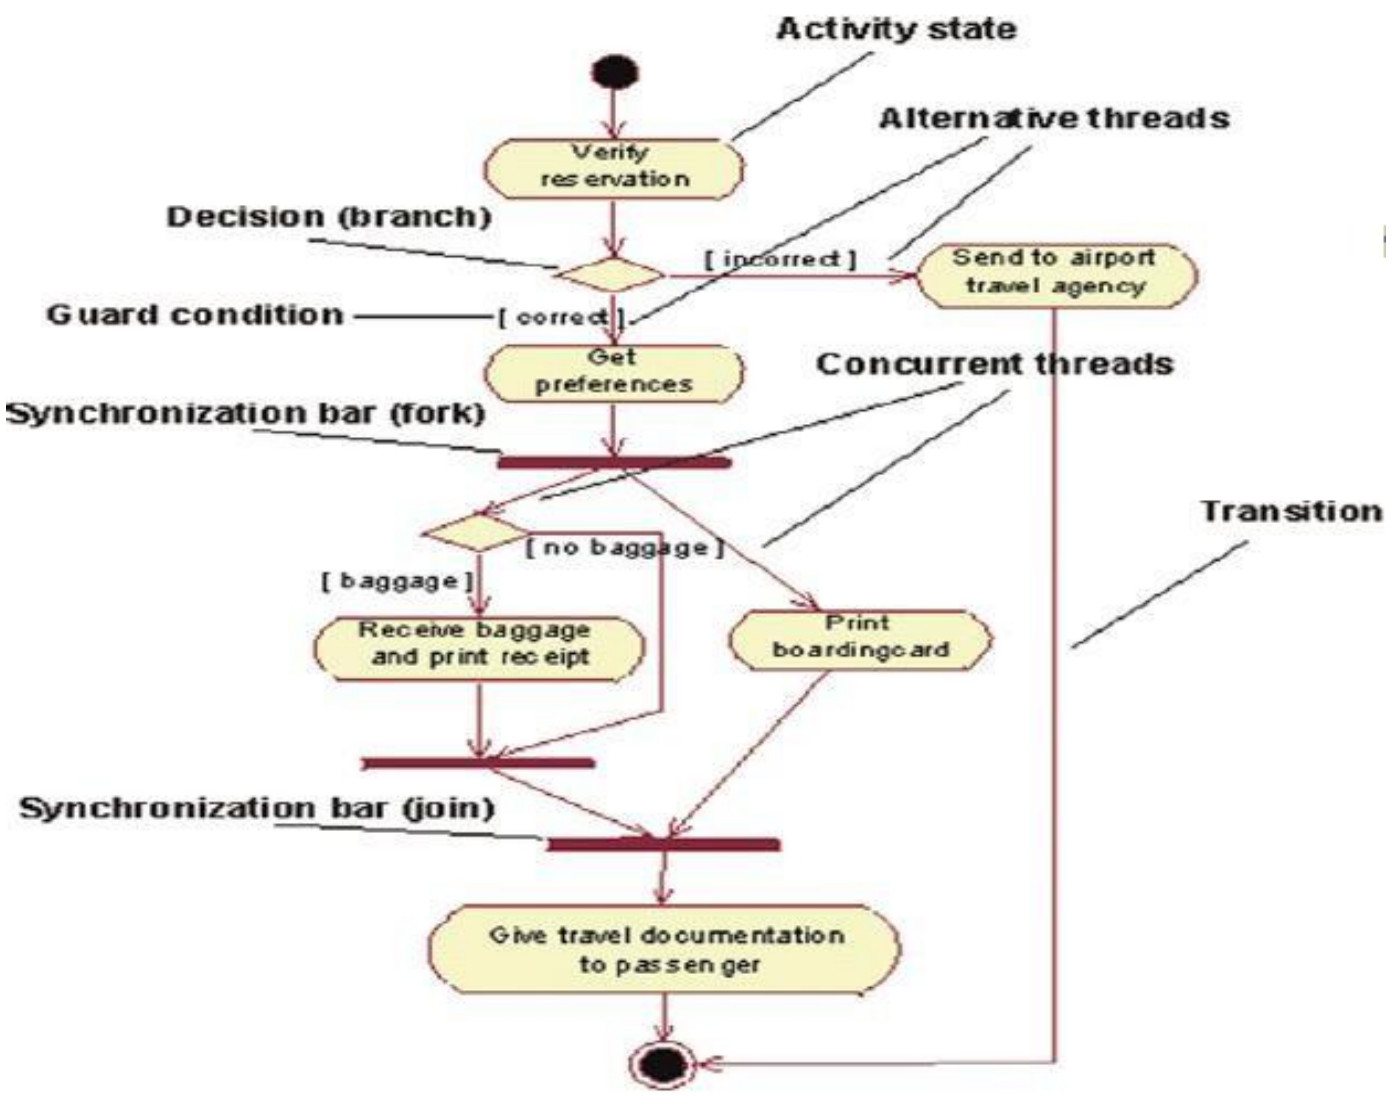 Activity state
Alternative threads
Verify
reservation
Decision (branch)
[ incorrect ]
Send to airport
travel agency
Guard condition
[ correct ]
Get
preferences
Concurrent threads
Synchronization bar (fork)
Transition
[ no baggage ]
[ baggage ]
Receive baggage
and print receipt
Print
boardingcard
Synchronization bar (join)
Give travel documentation
to passenger